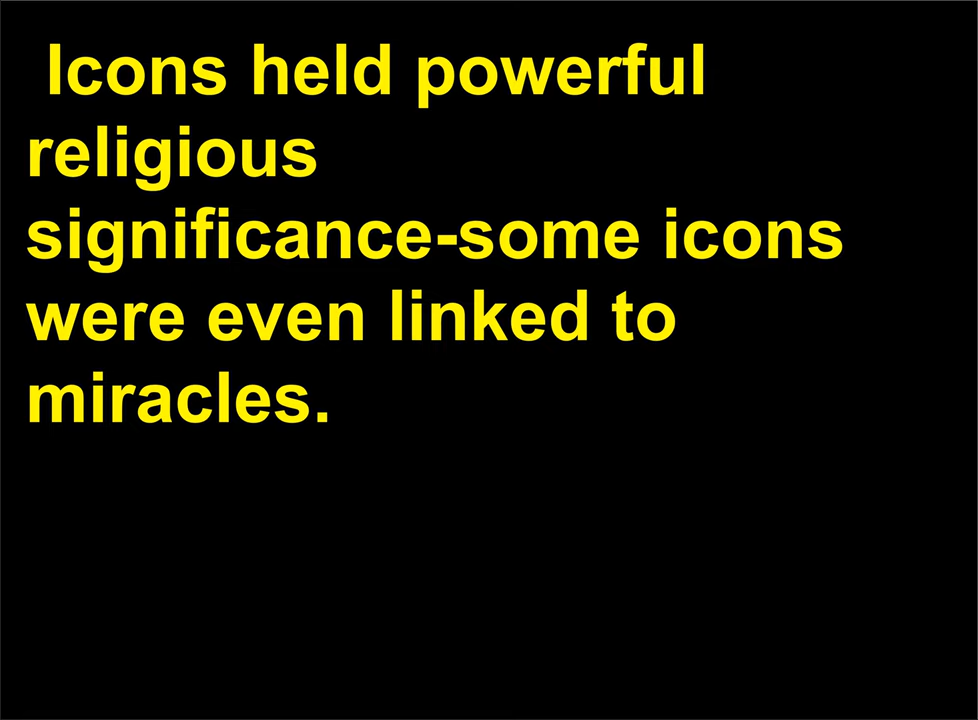 Icons held powerful
religious
significance-some icons
were even linked to
miracles.